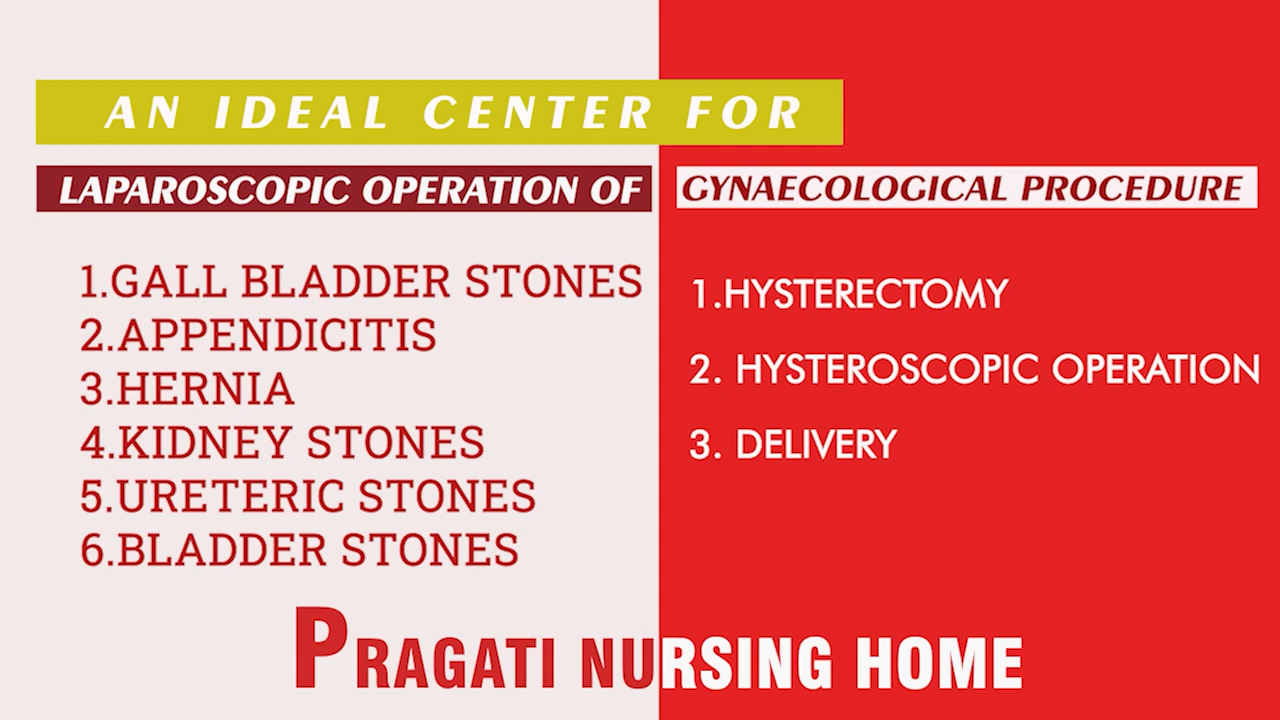 AN IDEAL CENTER FOR
LAPAROSCOPIC OPERATION OF
1.GALL BLADDER STONES
2.APPENDICITIS
3.HERNIA
4.KIDNEY STONES
5.URETERIC STONES
6.BLADDER STONES
GYNAECOLOGICAL PROCEDURE
1.HYSTERECTOMY
2. HYSTEROSCOPIC OPERATION
3. DELIVERY
PRAGATI NURSING HOME